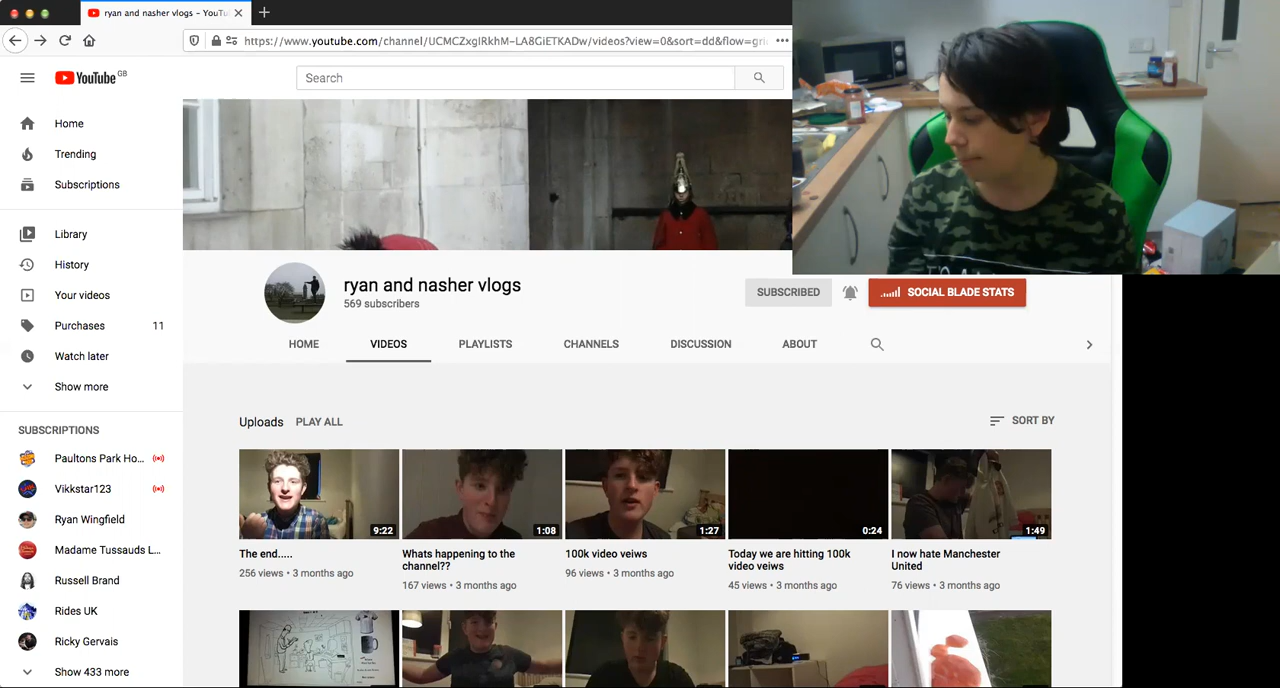 ryan and nasher vlogs - YouTu
https://www.youtube.com/channel/UCMCZxgIRkhM-LA8GiETKADw/videos?view=0&sort=dd&flow=gri
YouTube GB
Search
Home
Trending
Subscriptions
Library
History
Your videos
Purchases 11
Watch later
Show more
SUBSCRIPTIONS
Paultons Park Ho...
Vikkstar123
Ryan Wingfield
Madame Tussauds L...
Russell Brand
Rides UK
Ricky Gervais
Show 433 more
ryan and nasher vlogs
569 subscribers
SUBSCRIBED
SOCIAL BLADE STATS
HOME VIDEOS PLAYLISTS CHANNELS DISCUSSION ABOUT
Uploads PLAY ALL
SORT BY
9:22
The end.....
256 views • 3 months ago
1:08
Whats happening to the
channel??
167 views • 3 months ago
1:27
100k video veiws
96 views • 3 months ago
0:24
Today we are hitting 100k
video veiws
45 views • 3 months ago
1:49
I now hate Manchester
United
76 views • 3 months ago